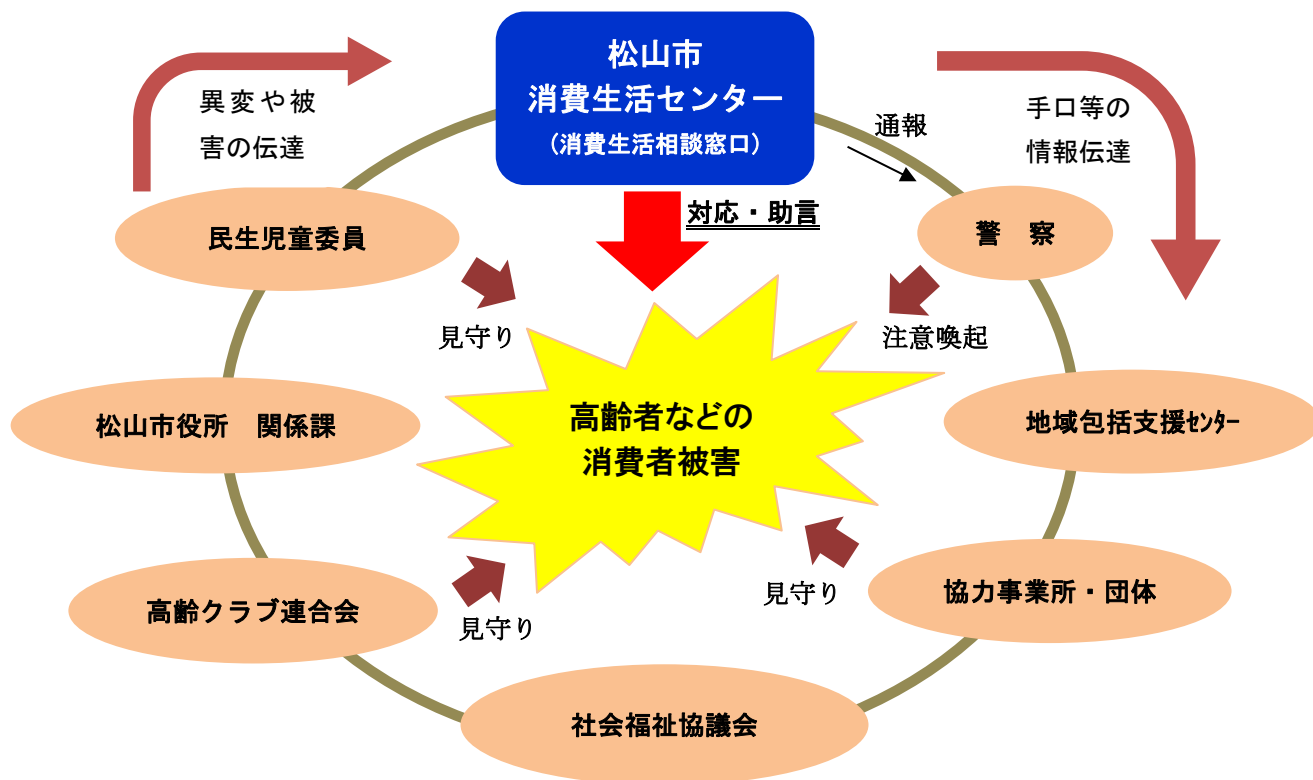 松山市
消費生活センター
(消費生活相談窓口)
異変や被
害の伝達
通報
手口等の
情報伝達
対応・助言
民生児童委員
警　察
見守り
注意喚起
松山市役所　関係課
高齢者などの
消費者被害
地域包括支援ｾﾝﾀｰ
高齢クラブ連合会
見守り
見守り
協力事業所・団体
社会福祉協議会